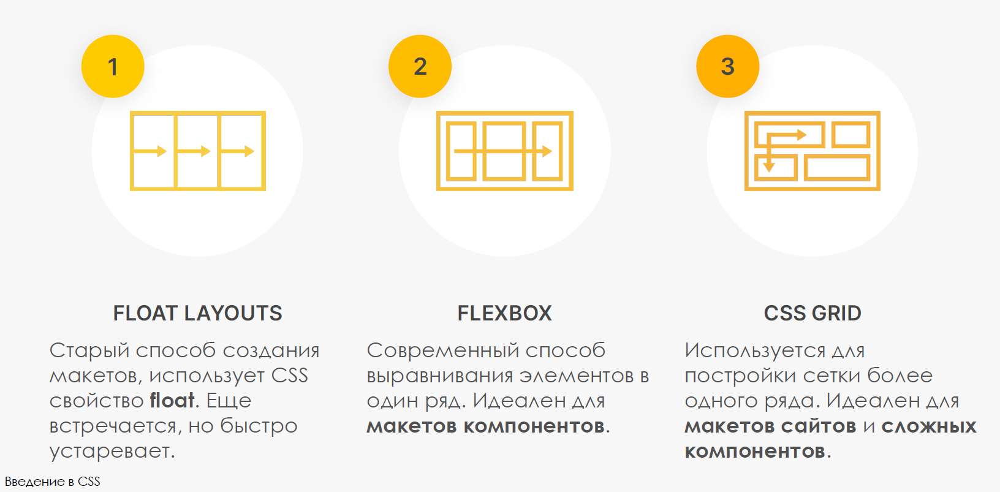 1
FLOAT LAYOUTS
Старый способ создания
макетов, использует CSS
свойство float. Еще
встречается, но быстро
устаревает.
2
FLEXBOX
Современный способ
выравнивания элементов в
один ряд. Идеален для
макетов компонентов.
3
CSS GRID
Используется для
постройки сетки более
одного ряда. Идеален для
макетов сайтов и сложных
компонентов.
Введение в CSS